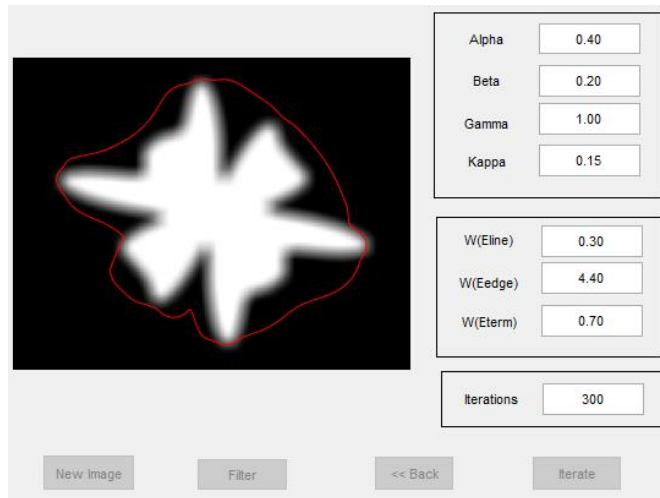 Alpha 0.40
Beta 0.20
Gamma 1.00
Kappa 0.15
W(Eline) 0.30
W(Eedge) 4.40
W(Eterm) 0.70
Iterations 300
New Image Filter << Back Iterate